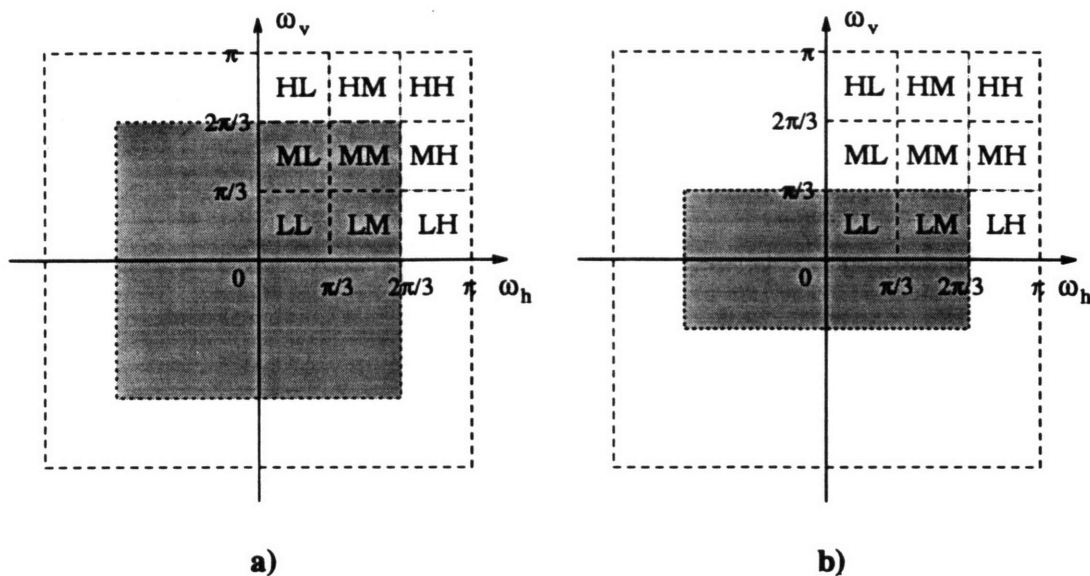 ω_v
π
HL HM HH
2π/3
ML MM MH
π/3
LL LM LH
0 π/3 2π/3 π ω_h
a)
ω_v
π
HL HM HH
2π/3
ML MM MH
π/3
LL LM LH
0 π/3 2π/3 π ω_h
b)